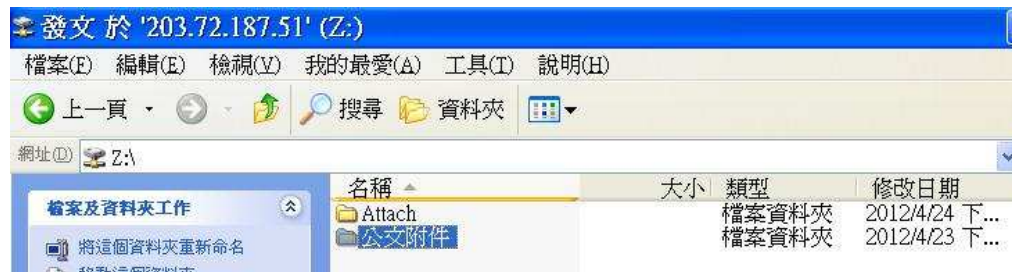 發文 於 '203.72.187.51' (Z:)
檔案(F) 編輯(E) 檢視(V) 我的最愛(A) 工具(T) 說明(H)
上一頁 搜尋 資料夾
網址(D) Z:\
名稱 大小 類型 修改日期
檔案及資料夾工作
Attach 檔案資料夾 2012/4/24 下...
公文附件 檔案資料夾 2012/4/23 下...
將這個資料夾重新命名